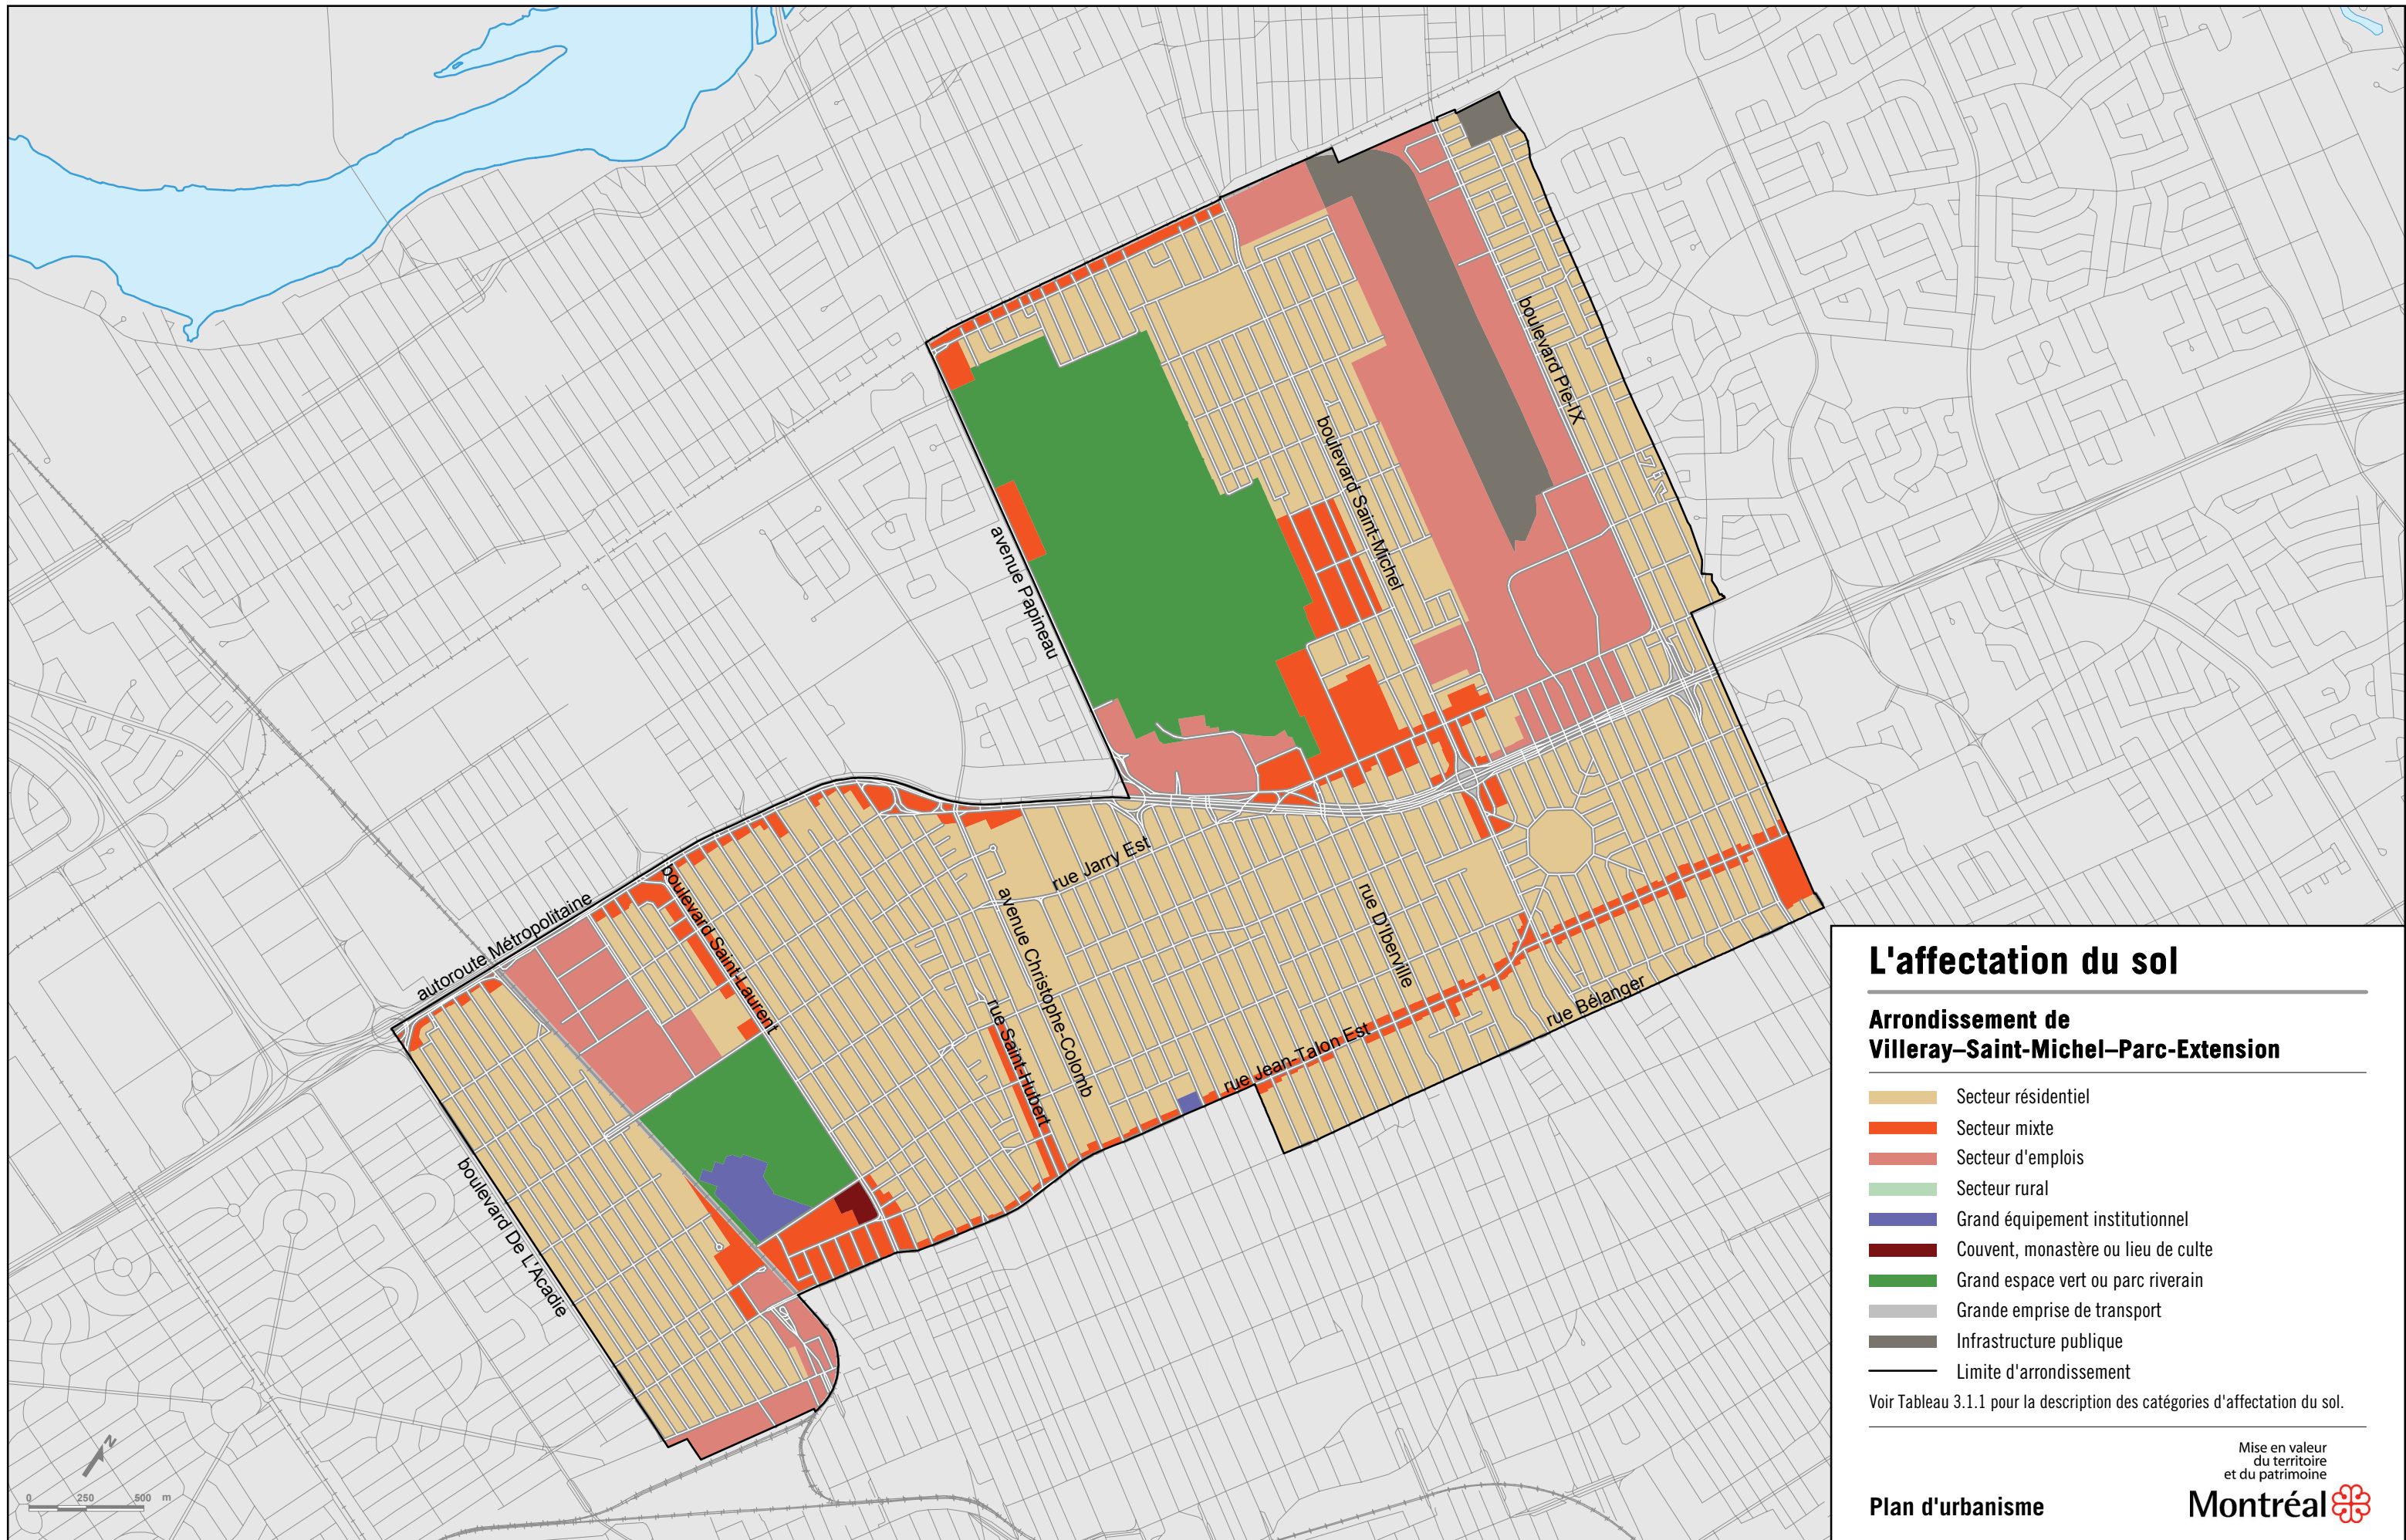 boulevard Pie-IX
boulevard Saint-Michel
avenue Papineau
rue Jarry Est
avenue Christophe-Colomb
rue D'Iberville
boulevard Saint-Laurent
autoroute Métropolitaine
rue Saint-Hubert
rue Jean-Talon Est
rue Bélanger
boulevard De L'Acadie
N
0 250 500 m
L'affectation du sol
Arrondissement de
Villeray–Saint-Michel–Parc-Extension
Secteur résidentiel
Secteur mixte
Secteur d'emplois
Secteur rural
Grand équipement institutionnel
Couvent, monastère ou lieu de culte
Grand espace vert ou parc riverain
Grande emprise de transport
Infrastructure publique
Limite d'arrondissement
Voir Tableau 3.1.1 pour la description des catégories d'affectation du sol.
Mise en valeur
du territoire
et du patrimoine
Plan d'urbanisme
Montréal